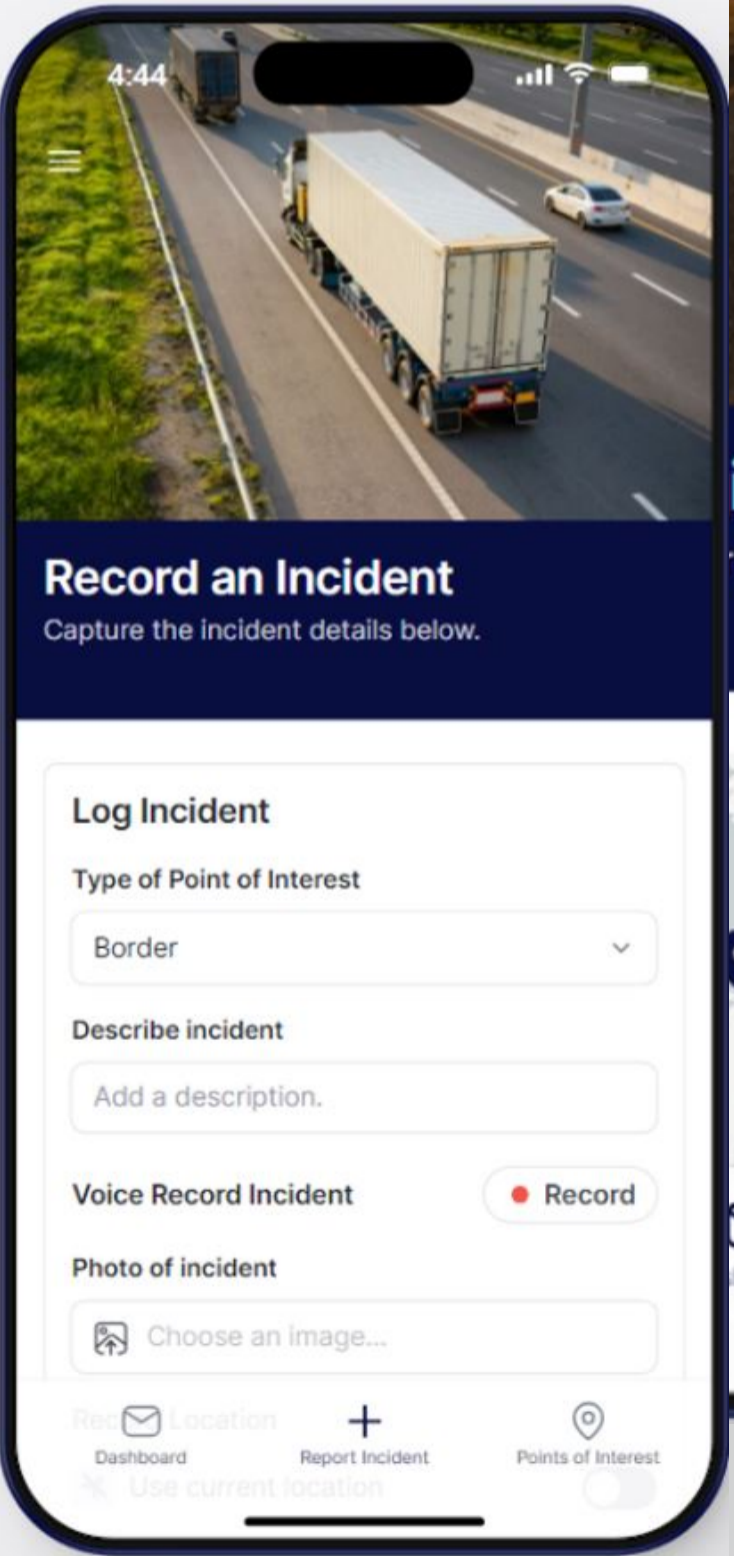 4:44
Record an Incident
Capture the incident details below.
Log Incident
Type of Point of Interest
Border
Describe incident
Add a description.
Voice Record Incident
Record
Photo of incident
Choose an image...
Record Location
Dashboard
Report Incident
Points of Interest
Use current location